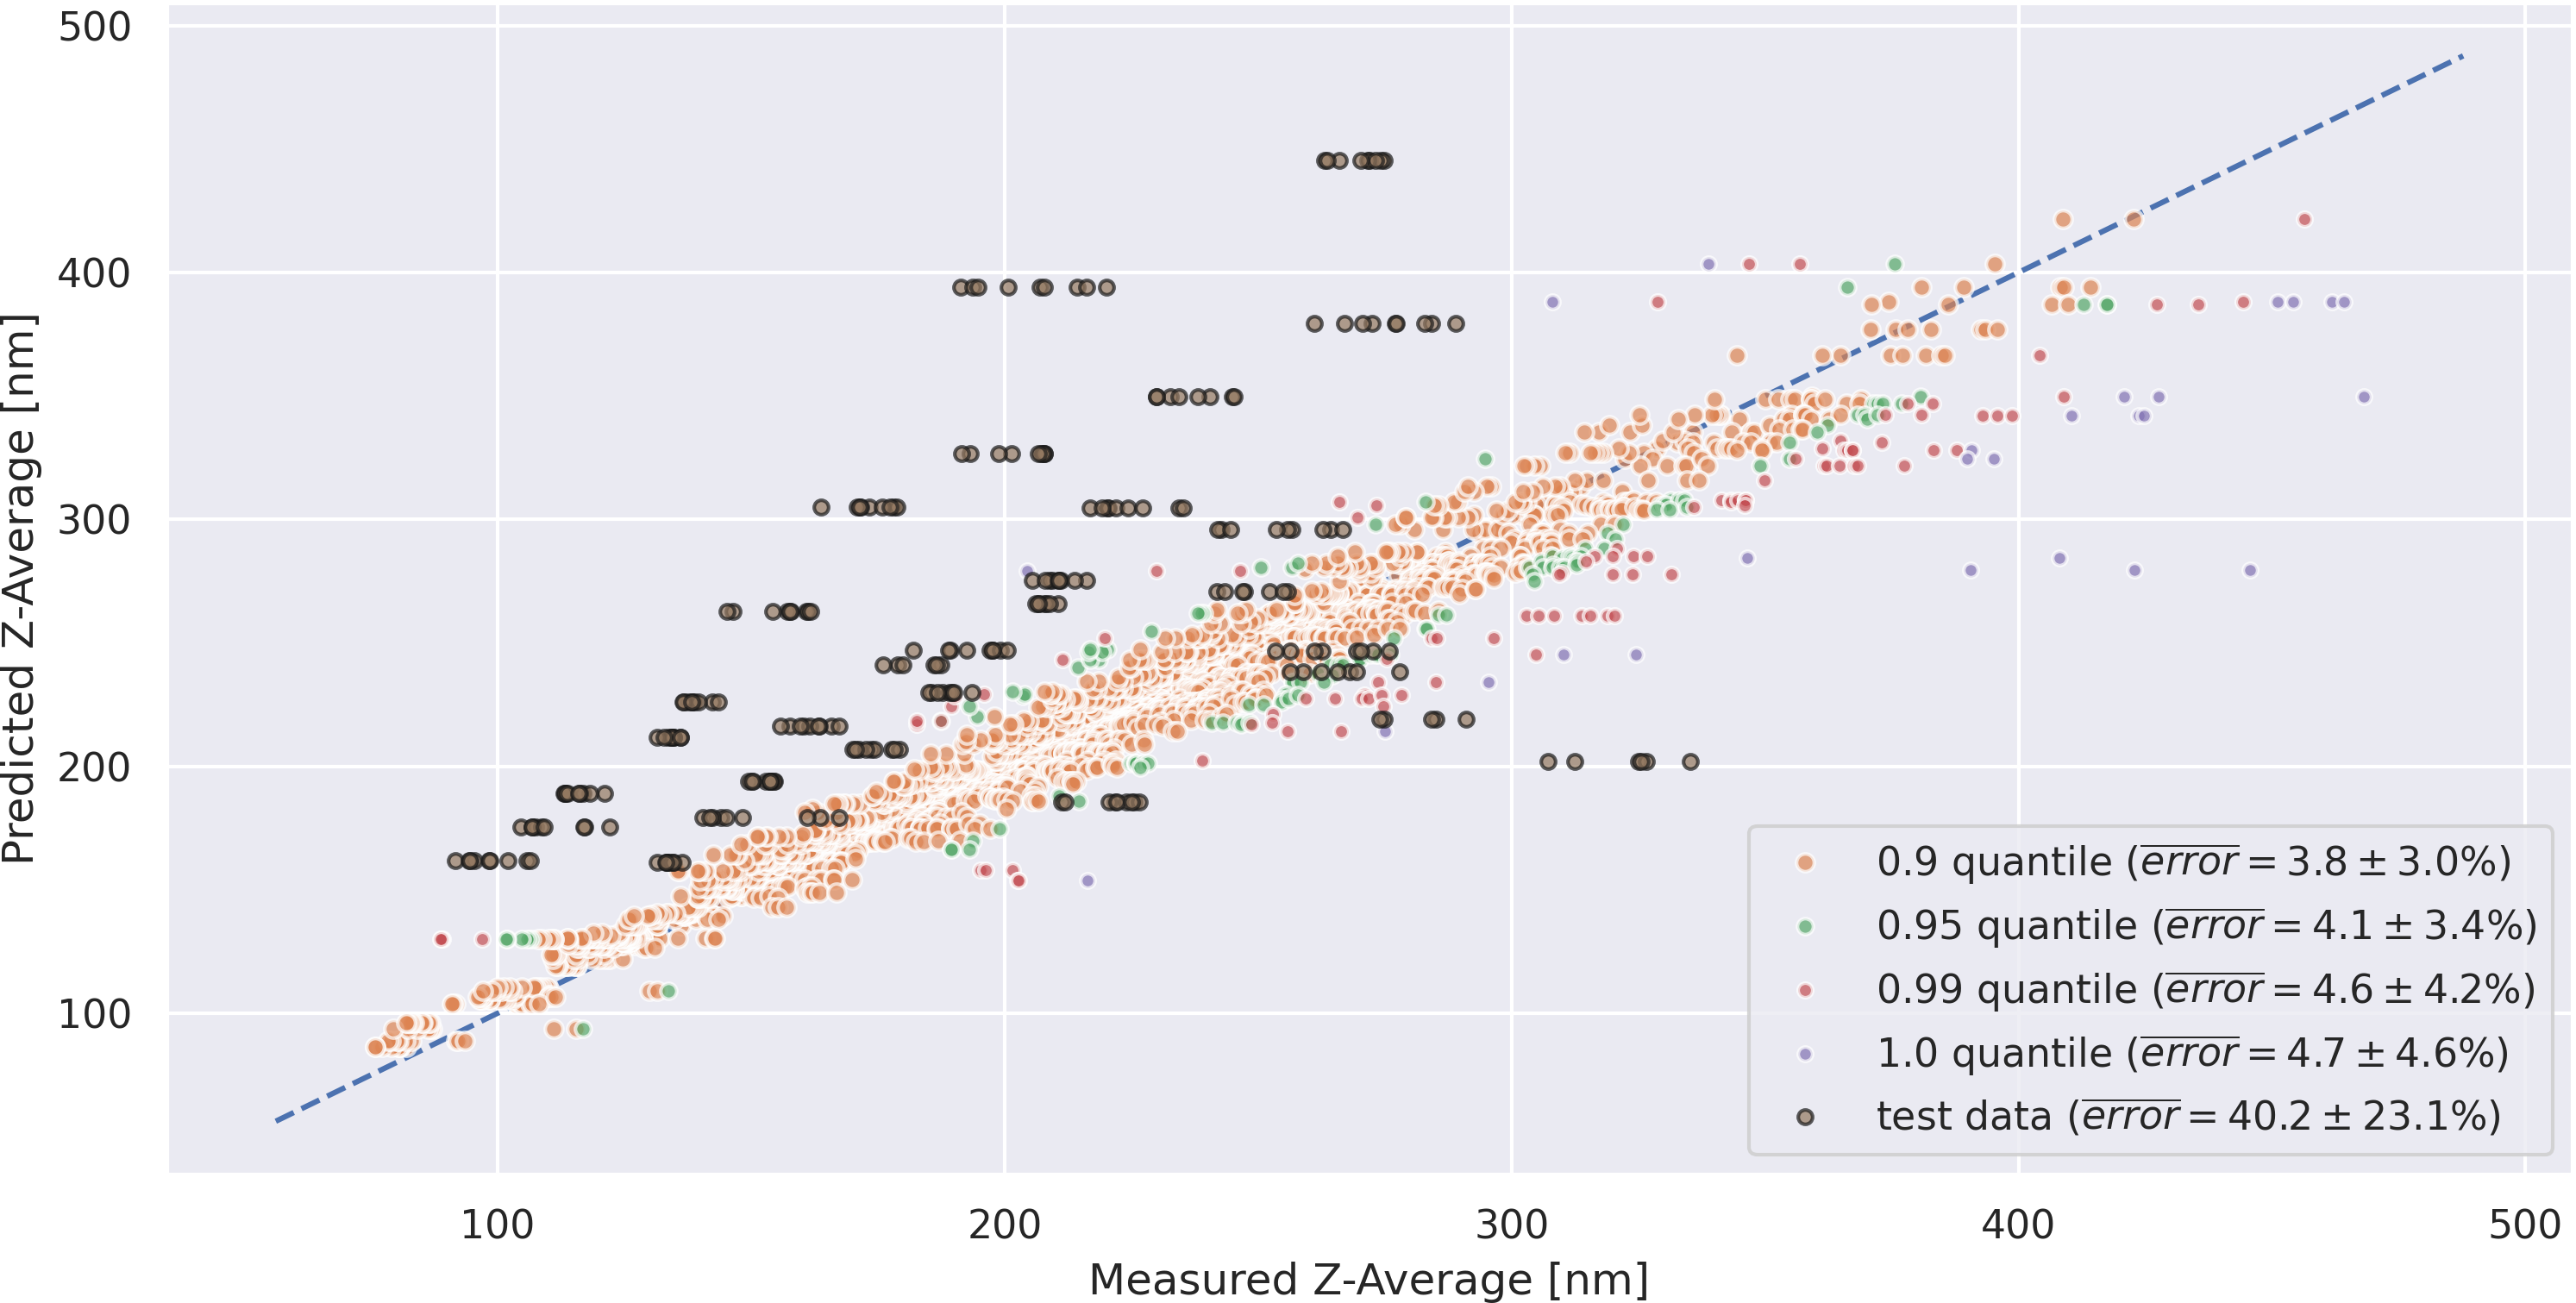 500
400
300
200
100
Predicted Z-Average [nm]
0.9 quantile (error = 3.8 ± 3.0%)
0.95 quantile (error = 4.1 ± 3.4%)
0.99 quantile (error = 4.6 ± 4.2%)
1.0 quantile (error = 4.7 ± 4.6%)
test data (error = 40.2 ± 23.1%)
100 200 300 400 500
Measured Z-Average [nm]